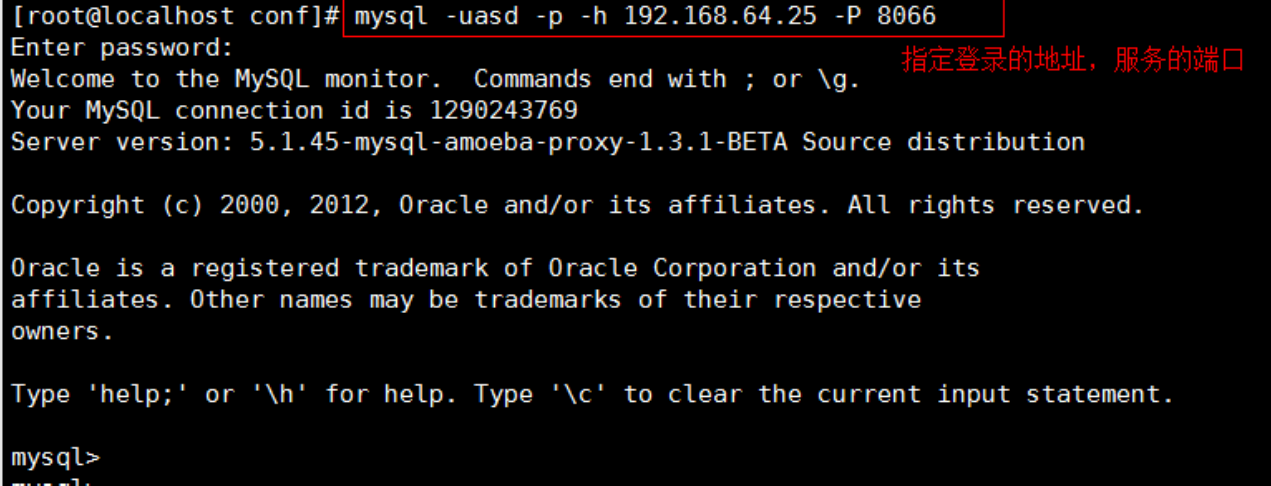 [root@localhost conf]# mysql -uasd -p -h 192.168.64.25 -P 8066
Enter password:
指定登录的地址，服务的端口
Welcome to the MySQL monitor.  Commands end with ; or \g.
Your MySQL connection id is 1290243769
Server version: 5.1.45-mysql-amoeba-proxy-1.3.1-BETA Source distribution
Copyright (c) 2000, 2012, Oracle and/or its affiliates. All rights reserved.
Oracle is a registered trademark of Oracle Corporation and/or its
affiliates. Other names may be trademarks of their respective
owners.
Type 'help;' or '\h' for help. Type '\c' to clear the current input statement.
mysql>